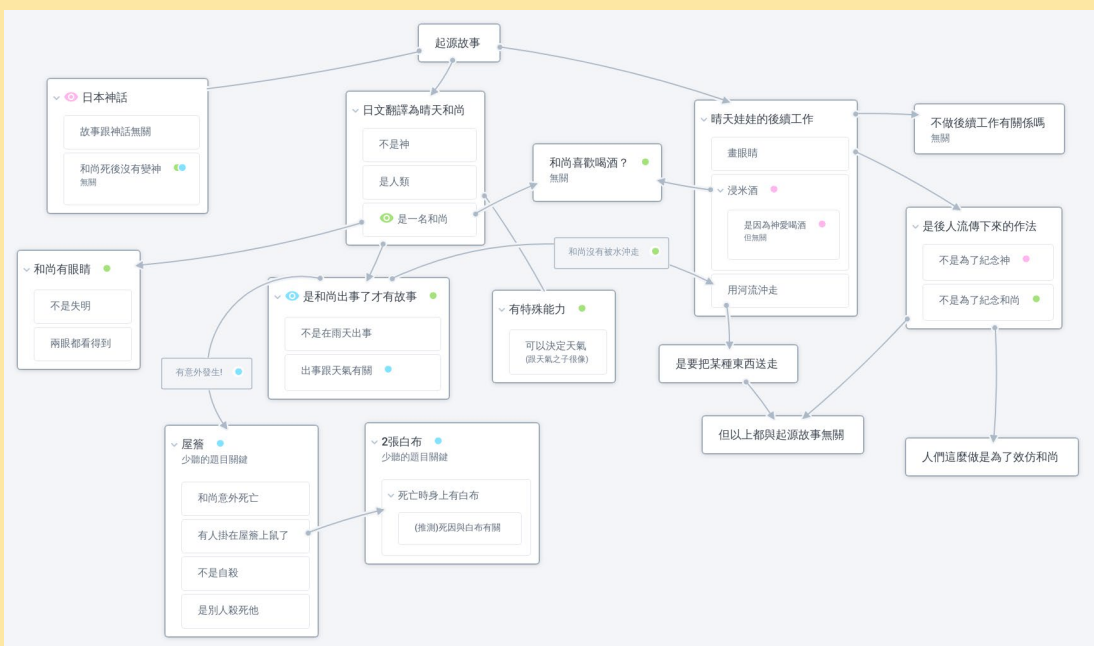 起源故事
日本神話
故事跟神話無關
和尚死後沒有變神
無關
日文翻譯為晴天和尚
不是神
是人類
是一名和尚
和尚喜歡喝酒？
無關
晴天娃娃的後續工作
畫眼睛
浸米酒
是因為神愛喝酒
但無關
用河流沖走
不做後續工作有關係嗎
無關
是後人流傳下來的作法
不是為了紀念神
不是為了紀念和尚
和尚有眼睛
不是失明
兩眼都看得到
是和尚出事了才有故事
不是在雨天出事
出事跟天氣有關
和尚沒有被水沖走
有特殊能力
可以決定天氣
(跟天氣之子很像)
有意外發生!
是要把某種東西送走
但以上都與起源故事無關
人們這麼做是為了效仿和尚
屋簷
少聽的題目關鍵
和尚意外死亡
有人掛在屋簷上鼠了
不是自殺
是別人殺死他
2張白布
少聽的題目關鍵
死亡時身上有白布
(推測)死因與白布有關